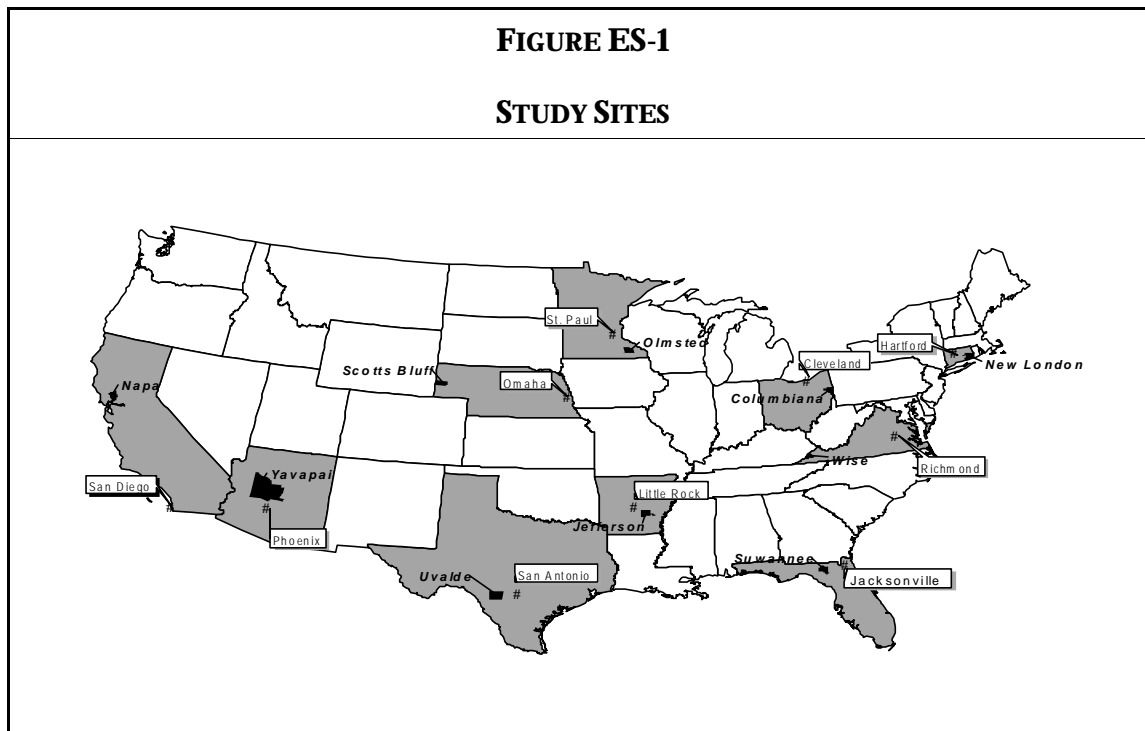 FIGURE ES-1
STUDY SITES
St. Paul
#
Olmsted
Hartford
#
New London
Cleveland
#
Scotts Bluff
Omaha
#
Columbiana
Napa
Wise
#
Richmond
Yavapai
San Diego
#
#
Phoenix
Little Rock
#
Jefferson
Suwannee
#
Jacksonville
Uvalde
San Antonio
#